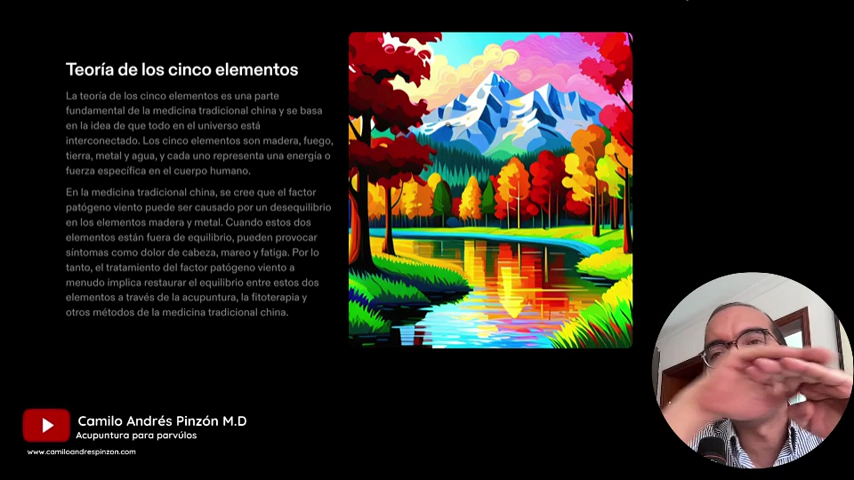 Teoría de los cinco elementos
La teoría de los cinco elementos es una parte
fundamental de la medicina tradicional china y se basa
en la idea de que todo en el universo está
interconectado. Los cinco elementos son madera, fuego,
tierra, metal y agua, y cada uno representa una energía o
fuerza específica en el cuerpo humano.
En la medicina tradicional china, se cree que el factor
patógeno viento puede ser causado por un desequilibrio
en los elementos madera y metal. Cuando estos dos
elementos están fuera de equilibrio, pueden provocar
síntomas como dolor de cabeza, mareo y fatiga. Por lo
tanto, el tratamiento del factor patógeno viento a
menudo implica restaurar el equilibrio entre estos dos
elementos a través de la acupuntura, la fitoterapia y
otros métodos de la medicina tradicional china.
Camilo Andrés Pinzón M.D
Acupuntura para parvúlos
www.camiloandrespinzon.com